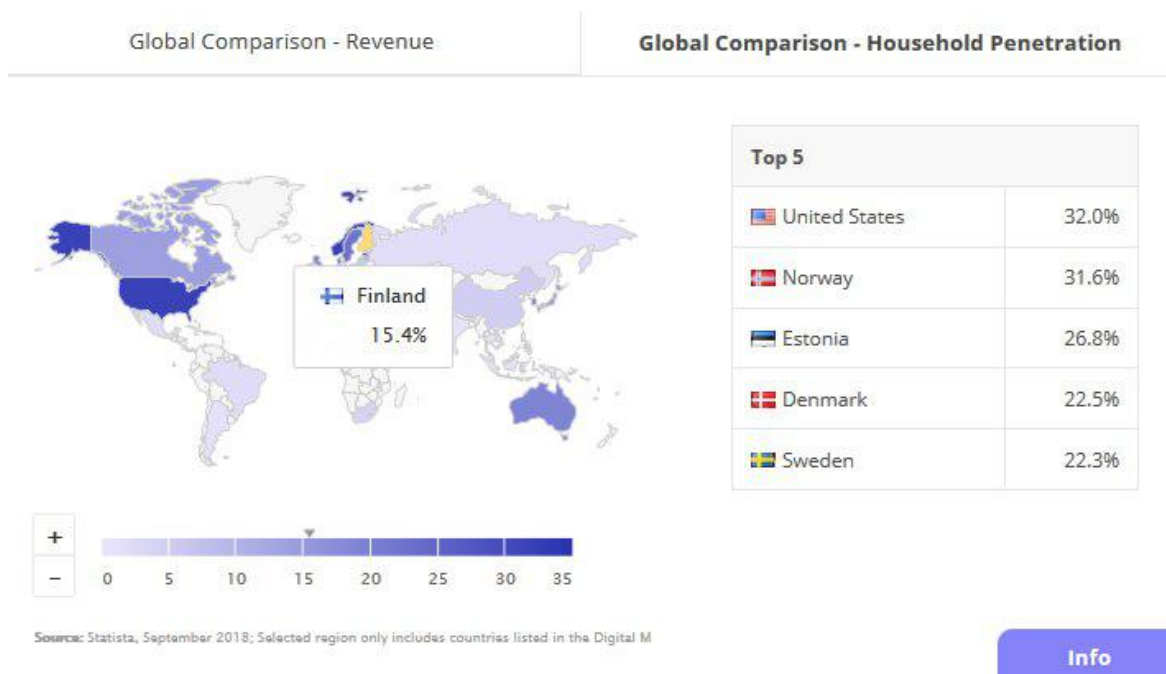 Global Comparison - Revenue
Global Comparison - Household Penetration
Top 5
United States 32.0%
Norway 31.6%
Estonia 26.8%
Denmark 22.5%
Sweden 22.3%
Finland
15.4%
+
−
0 5 10 15 20 25 30 35
Source: Statista, September 2018; Selected region only includes countries listed in the Digital M
Info